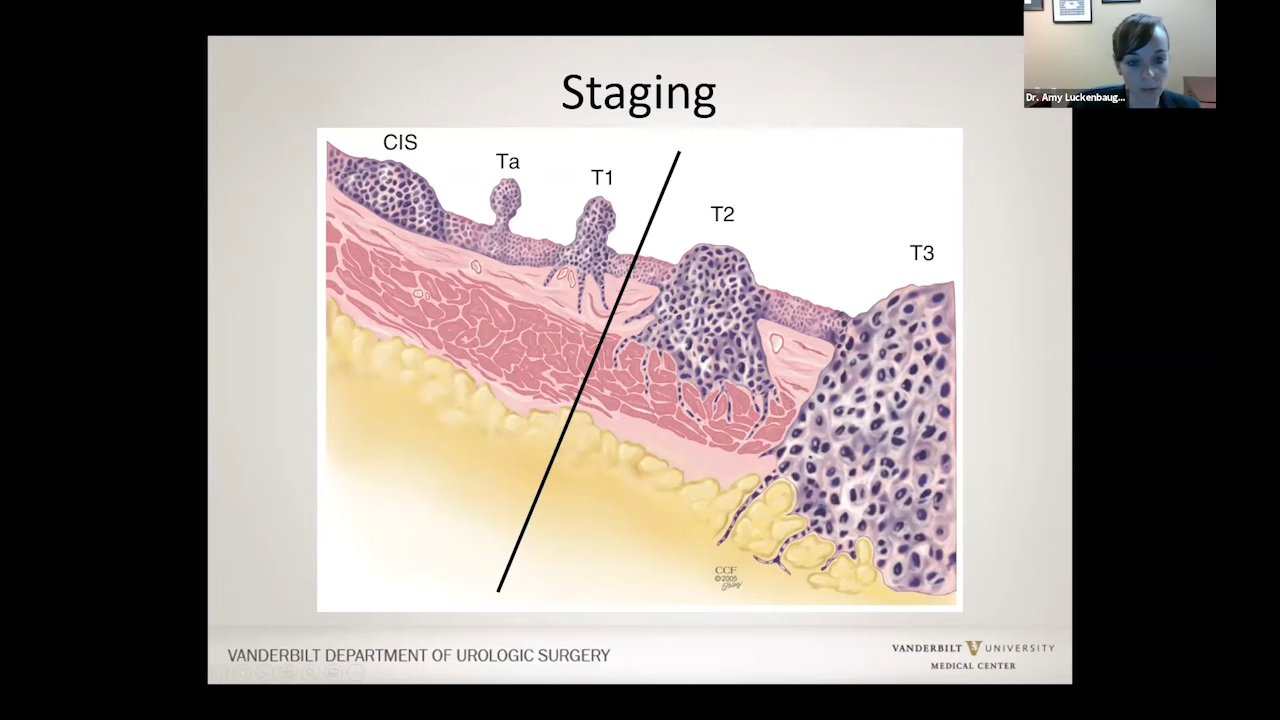 Staging
Dr. Amy Luckenbaug...
CIS
Ta
T1
T2
T3
CCF
©2005
VANDERBILT DEPARTMENT OF UROLOGIC SURGERY
VANDERBILT V UNIVERSITY
MEDICAL CENTER